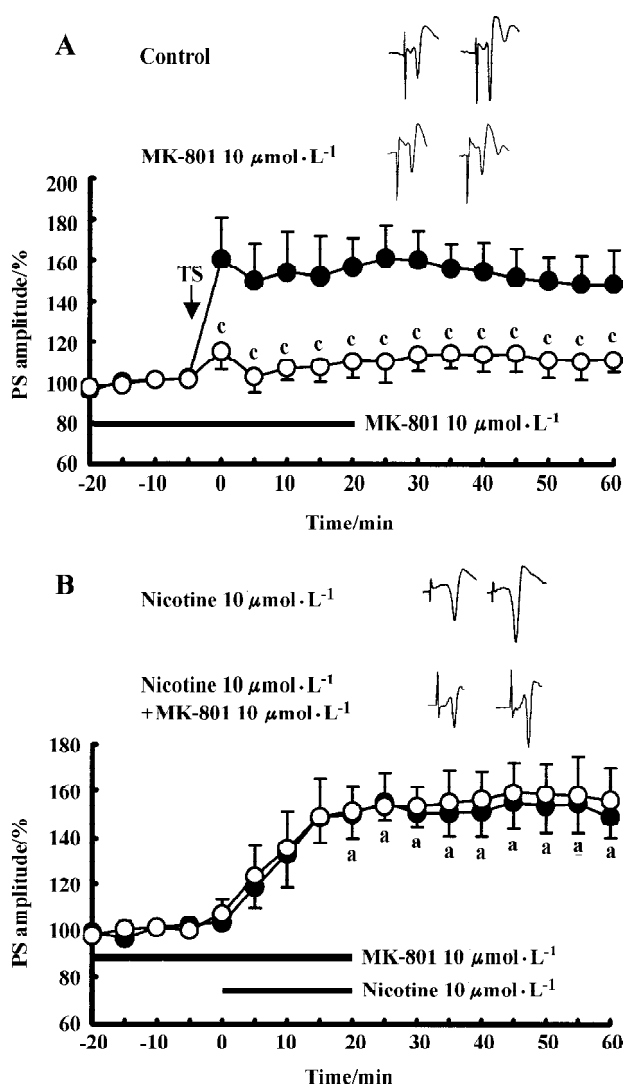 A
Control
MK-801 10 μmol·L-1
200
180
160
140
120
100
80
60
PS amplitude/%
TS
c
c c c c c c c c c c c c
MK-801 10 μmol·L-1
-20 -10 0 10 20 30 40 50 60
Time/min
B
Nicotine 10 μmol·L-1
Nicotine 10 μmol·L-1
+MK-801 10 μmol·L-1
180
160
140
120
100
80
60
PS amplitude/%
a a a a a a a a a
MK-801 10 μmol·L-1
Nicotine 10 μmol·L-1
-20 -10 0 10 20 30 40 50 60
Time/min